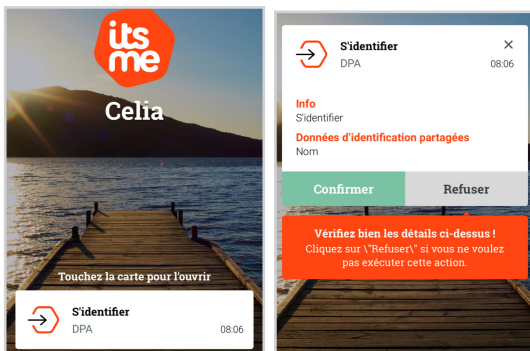 its
me
Celia
Touchez la carte pour l'ouvrir
S'identifier
DPA
08:06
S'identifier
DPA
08:06
Info
S'identifier
Données d'identification partagées
Nom
Confirmer
Refuser
Vérifiez bien les détails ci-dessus !
Cliquez sur \"Refuser\" si vous ne voulez
pas exécuter cette action.